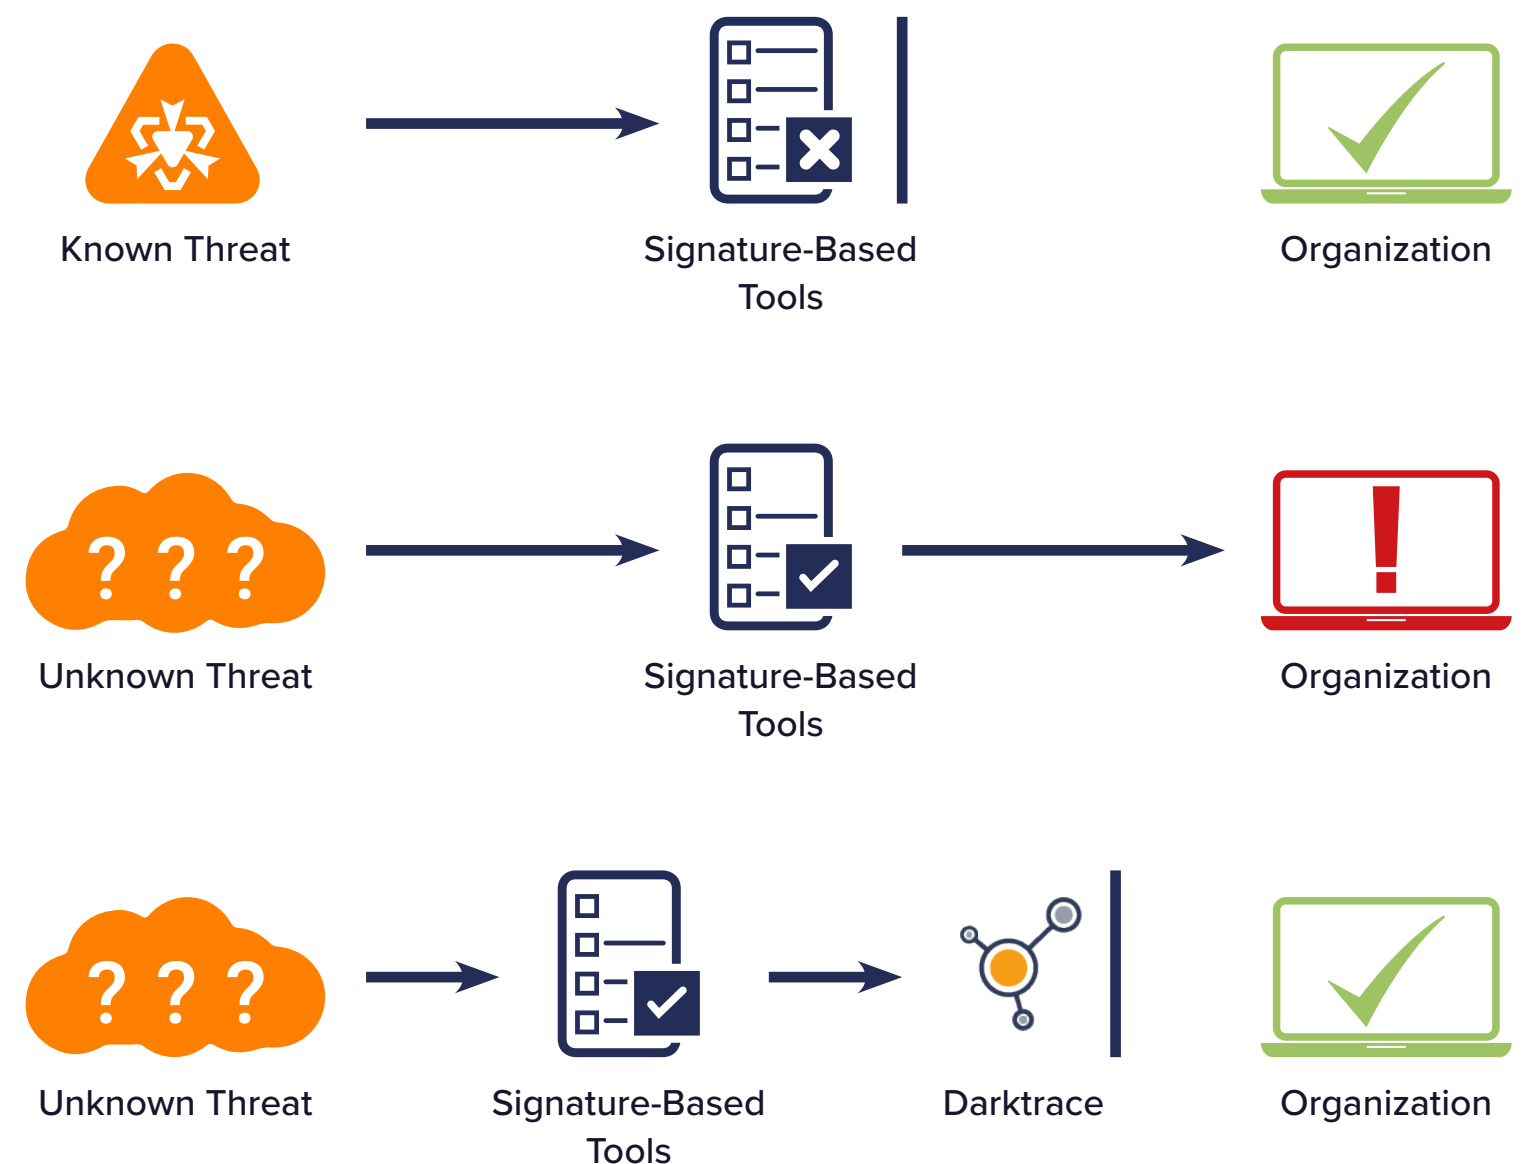 Known Threat
Signature-Based
Tools
Organization
? ? ?
Unknown Threat
Signature-Based
Tools
!
Organization
? ? ?
Unknown Threat
Signature-Based
Tools
Darktrace
Organization